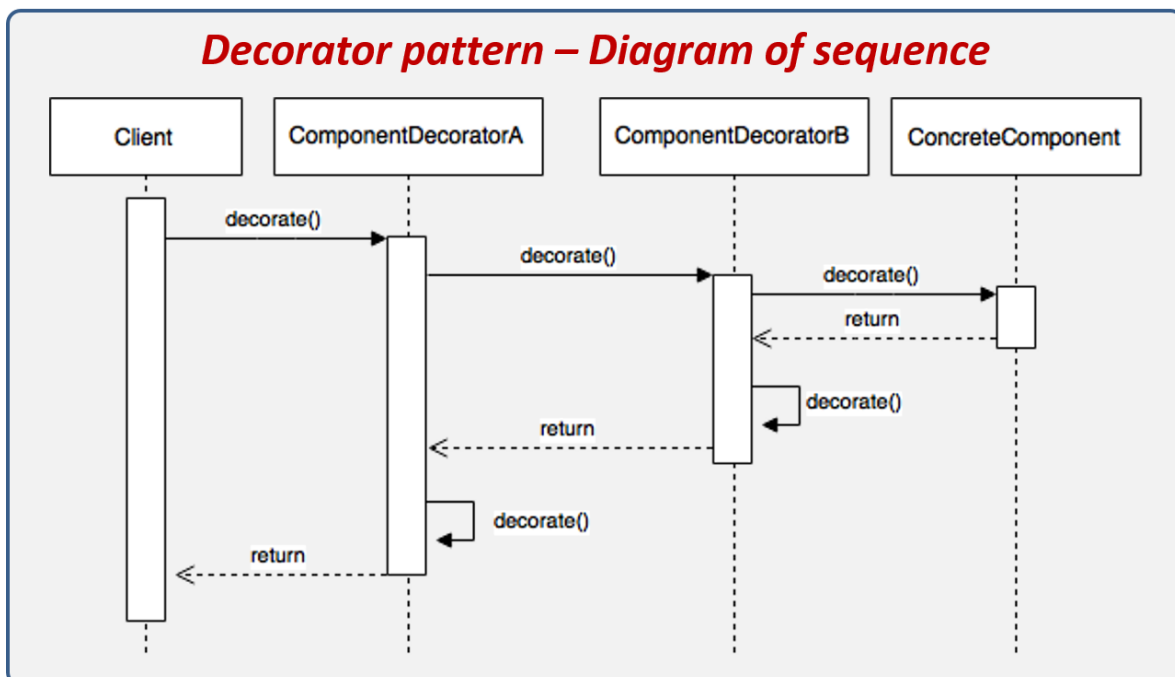 Decorator pattern – Diagram of sequence
Client
ComponentDecoratorA
ComponentDecoratorB
ConcreteComponent
decorate()
decorate()
decorate()
return
decorate()
return
decorate()
return